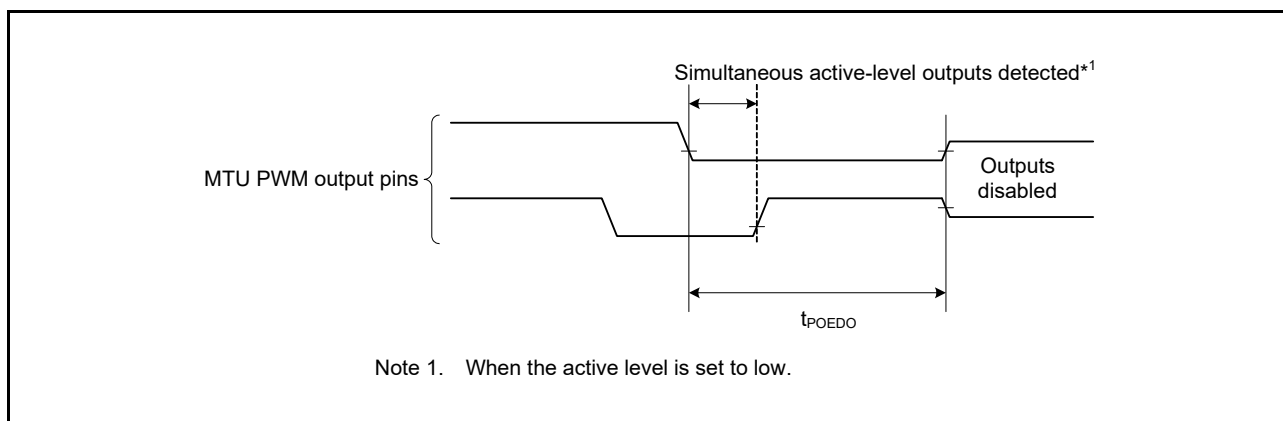 Simultaneous active-level outputs detected*1
MTU PWM output pins
Outputs
disabled
tPOEDO
Note 1. When the active level is set to low.